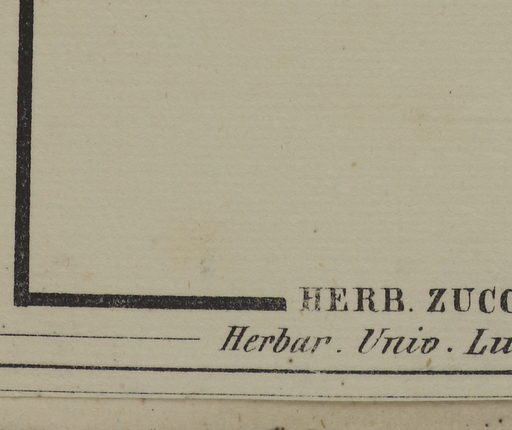 HERB. ZUCC
Herbar. Univ. Lu